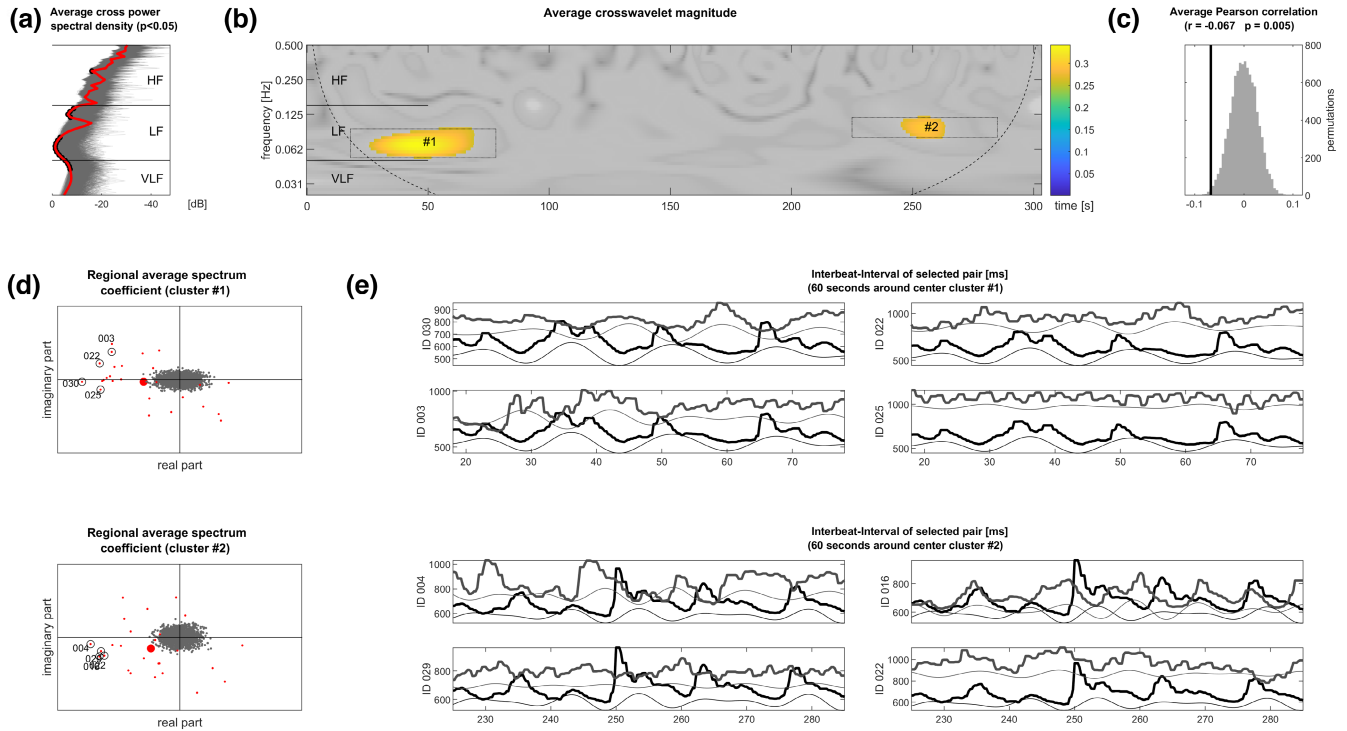 (a)
Average cross power
spectral density (p<0.05)
HF
LF
VLF
0
-20
-40
[dB]
(b)
Average crosswavelet magnitude
frequency [Hz]
0.500
0.250
0.125
0.062
0.031
HF
LF
VLF
#1
#2
0
50
100
150
200
250
300
time [s]
0.3
0.25
0.2
0.15
0.1
0.05
(c)
Average Pearson correlation
(r = -0.067 p = 0.005)
800
600
400
200
0
permutations
-0.1
0
0.1
(d)
Regional average spectrum
coefficient (cluster #1)
imaginary part
003
022
030
025
real part
Regional average spectrum
coefficient (cluster #2)
imaginary part
004
real part
(e)
Interbeat-Interval of selected pair [ms]
(60 seconds around center cluster #1)
ID 030
900
800
700
600
500
ID 022
1000
500
ID 003
1000
500
20
30
40
50
60
70
ID 025
1000
500
20
30
40
50
60
70
Interbeat-Interval of selected pair [ms]
(60 seconds around center cluster #2)
ID 004
1000
800
600
ID 016
800
600
ID 029
800
600
230
240
250
260
270
280
ID 022
1000
800
600
230
240
250
260
270
280